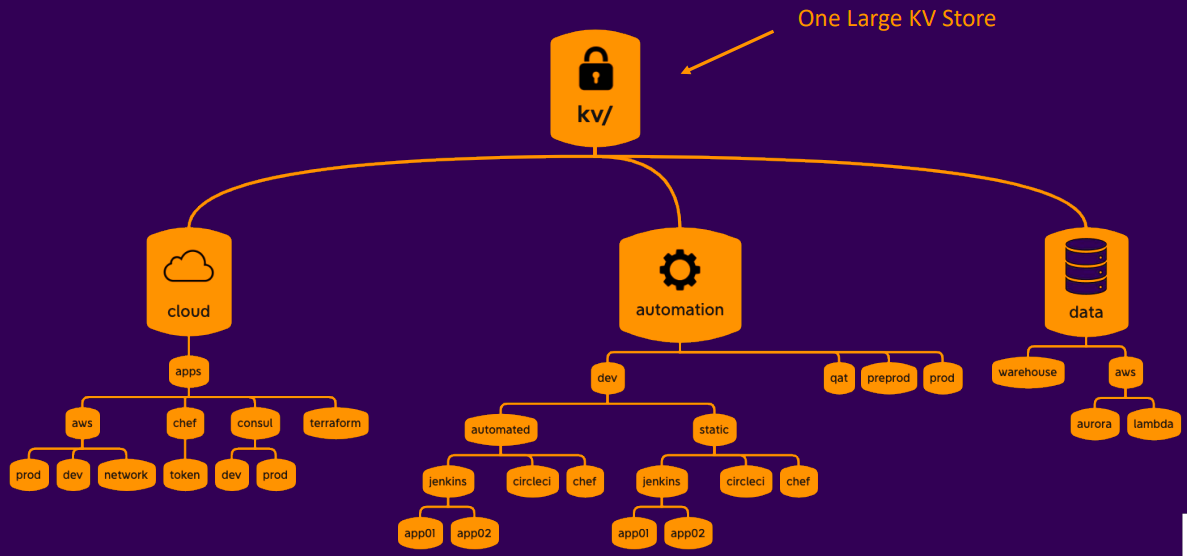 One Large KV Store
kv/
cloud
automation
data
apps
dev
qat
preprod
prod
warehouse
aws
aws
chef
consul
terraform
automated
static
aurora
lambda
prod
dev
network
token
dev
prod
jenkins
circleci
chef
jenkins
circleci
chef
app01
app02
app01
app02